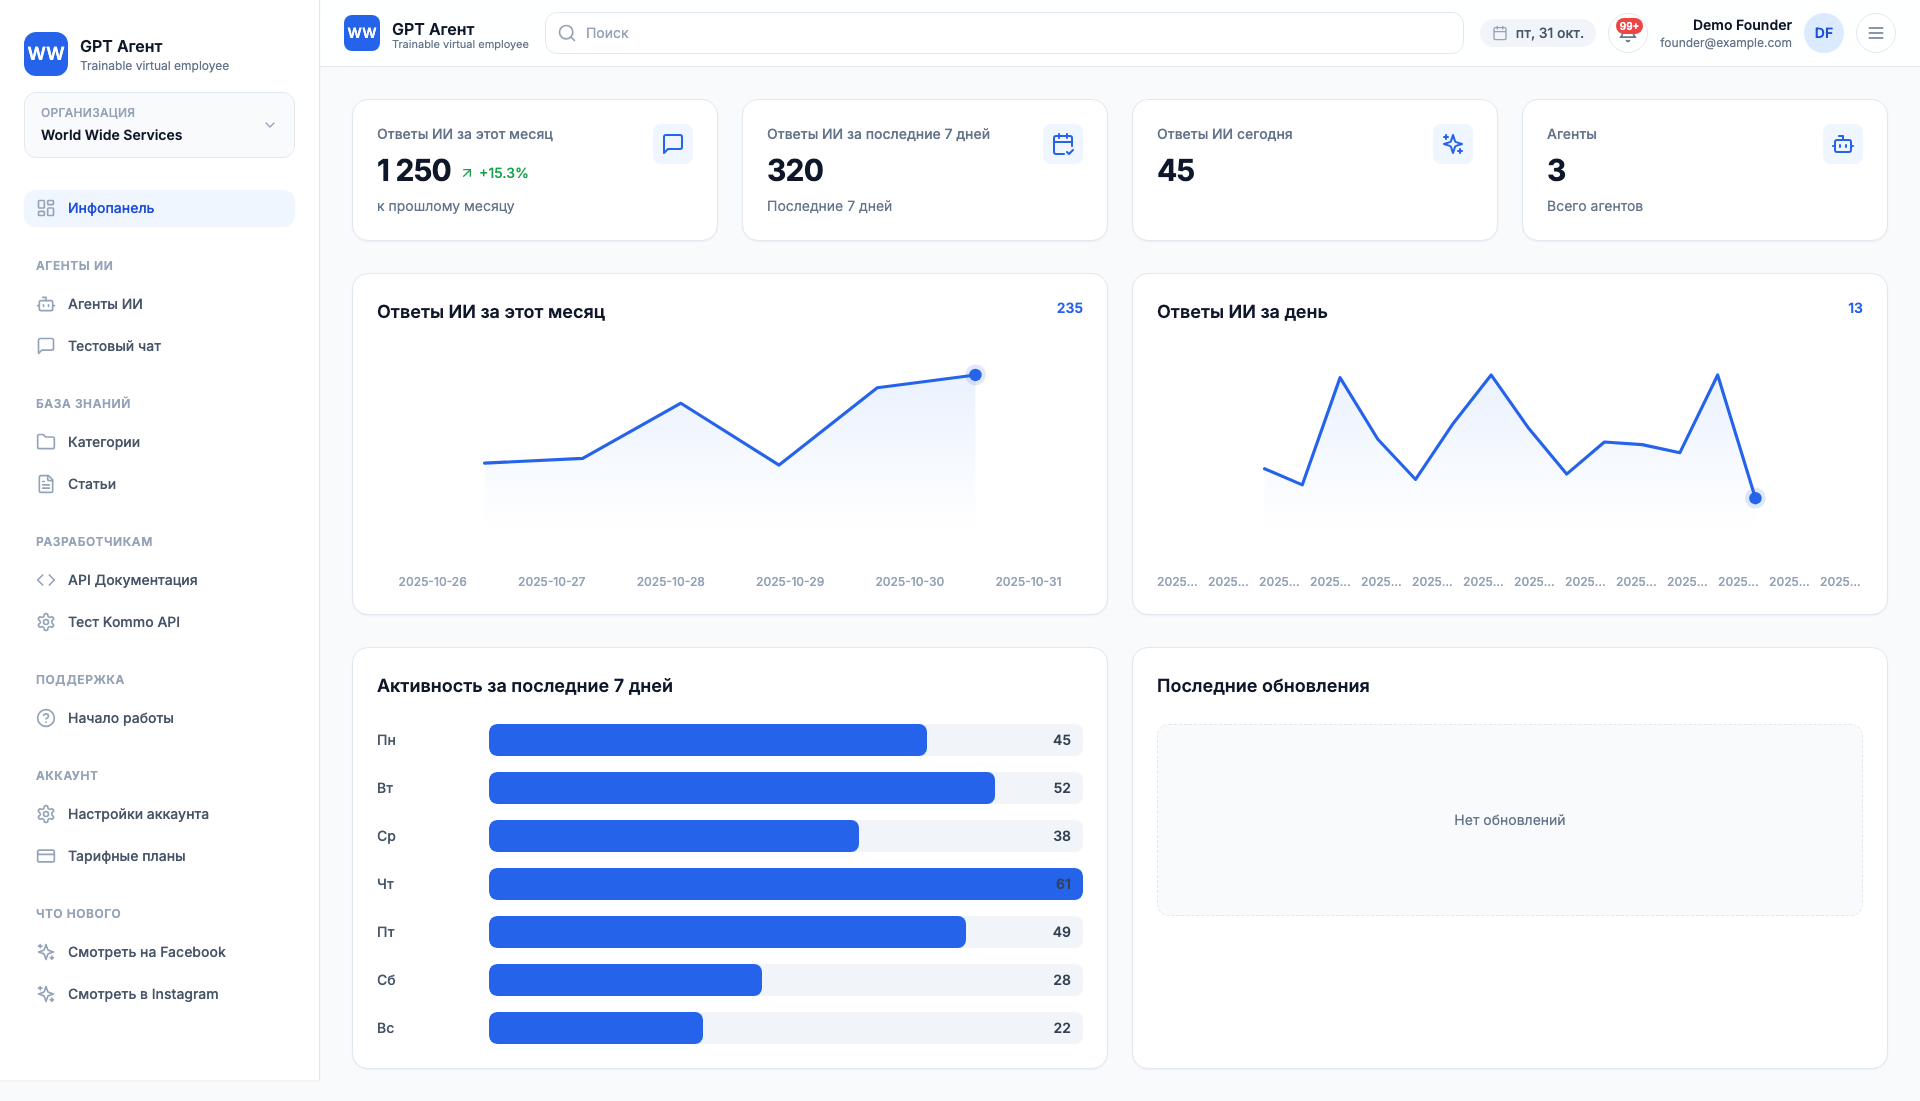 WW
GPT Агент
Trainable virtual employee
ОРГАНИЗАЦИЯ
World Wide Services
Инфопанель
АГЕНТЫ ИИ
Агенты ИИ
Тестовый чат
БАЗА ЗНАНИЙ
Категории
Статьи
РАЗРАБОТЧИКАМ
API Документация
Тест Kommo API
ПОДДЕРЖКА
Начало работы
АККАУНТ
Настройки аккаунта
Тарифные планы
ЧТО НОВОГО
Смотреть на Facebook
Смотреть в Instagram
WW
GPT Агент
Trainable virtual employee
Поиск
пт, 31 окт.
99+
Demo Founder
founder@example.com
DF
Ответы ИИ за этот месяц
1 250
+15.3%
к прошлому месяцу
Ответы ИИ за последние 7 дней
320
Последние 7 дней
Ответы ИИ сегодня
45
Агенты
3
Всего агентов
Ответы ИИ за этот месяц
235
2025-10-26 2025-10-27 2025-10-28 2025-10-29 2025-10-30 2025-10-31
Ответы ИИ за день
13
2025... 2025... 2025... 2025... 2025... 2025... 2025... 2025... 2025... 2025... 2025... 2025... 2025... 2025...
Активность за последние 7 дней
Пн 45
Вт 52
Ср 38
Чт 61
Пт 49
Сб 28
Вс 22
Последние обновления
Нет обновлений